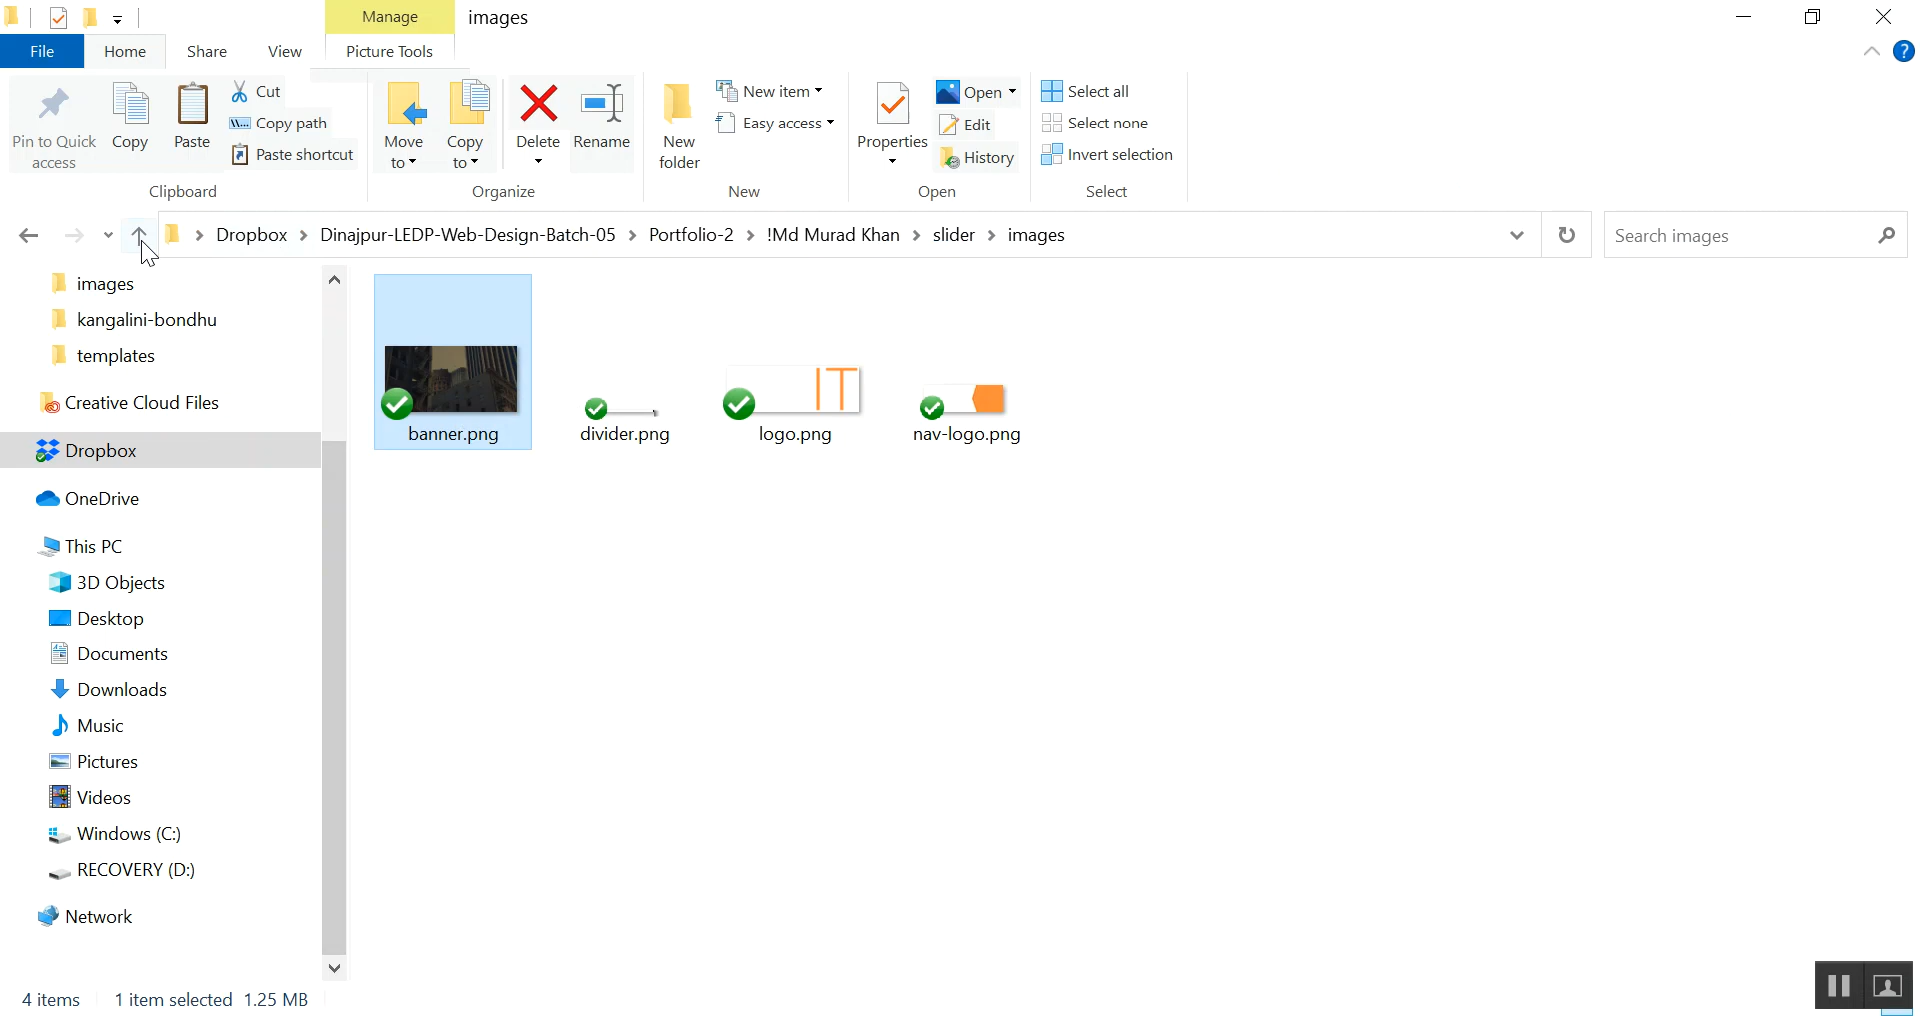 Manage
images
File
Home
Share
View
Picture Tools
Pin to Quick access
Copy
Paste
Cut
Copy path
Paste shortcut
Clipboard
Move to
Copy to
Delete
Rename
Organize
New folder
New item
Easy access
New
Properties
Open
Edit
History
Open
Select all
Select none
Invert selection
Select
Dropbox > Dinajpur-LEDP-Web-Design-Batch-05 > Portfolio-2 > !Md Murad Khan > slider > images
Search images
images
kangalini-bondhu
templates
Creative Cloud Files
Dropbox
OneDrive
This PC
3D Objects
Desktop
Documents
Downloads
Music
Pictures
Videos
Windows (C:)
RECOVERY (D:)
Network
IT
banner.png
divider.png
logo.png
nav-logo.png
4 items
1 item selected 1.25 MB